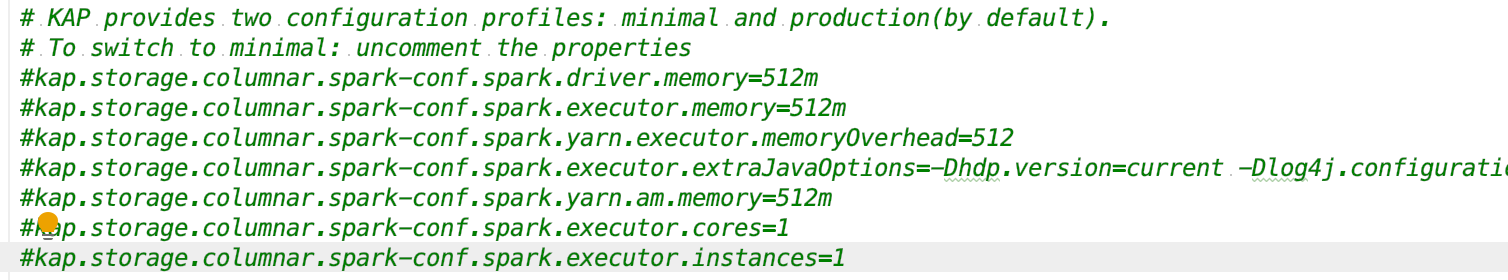 # KAP provides two configuration profiles: minimal and production(by default).
# To switch to minimal: uncomment the properties
#kap.storage.columnar.spark-conf.spark.driver.memory=512m
#kap.storage.columnar.spark-conf.spark.executor.memory=512m
#kap.storage.columnar.spark-conf.spark.yarn.executor.memoryOverhead=512
#kap.storage.columnar.spark-conf.spark.executor.extraJavaOptions=-Dhdp.version=current -Dlog4j.configurati
#kap.storage.columnar.spark-conf.spark.yarn.am.memory=512m
#kap.storage.columnar.spark-conf.spark.executor.cores=1
#kap.storage.columnar.spark-conf.spark.executor.instances=1